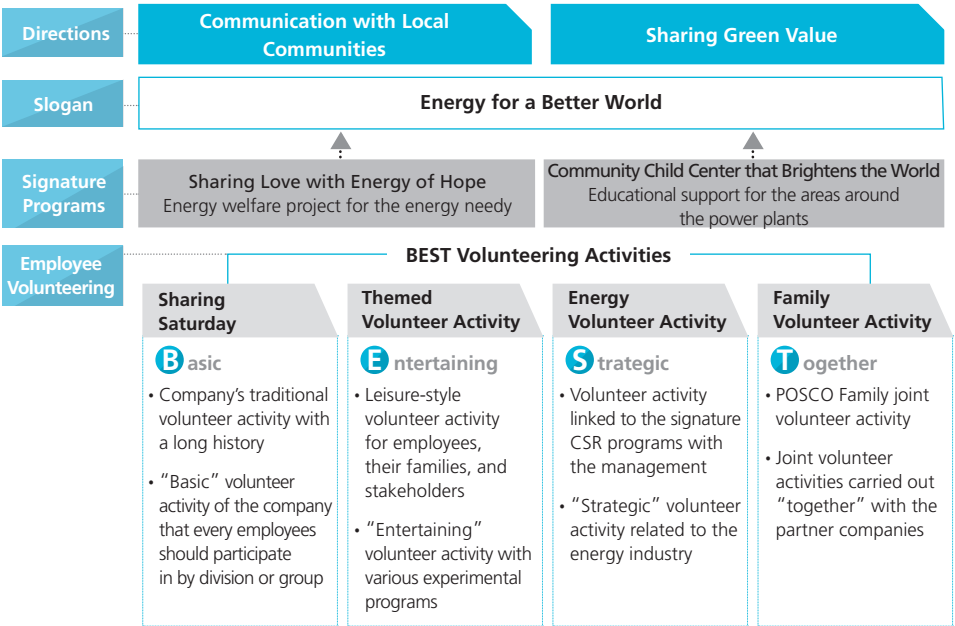 Directions
Communication with Local
Communities
Sharing Green Value
Slogan
Energy for a Better World
Signature
Programs
Sharing Love with Energy of Hope
Energy welfare project for the energy needy
Community Child Center that Brightens the World
Educational support for the areas around
the power plants
Employee
Volunteering
BEST Volunteering Activities
Sharing
Saturday
Basic
• Company's traditional
volunteer activity with
a long history
• "Basic" volunteer
activity of the company
that every employees
should participate
in by division or group
Themed
Volunteer Activity
Entertaining
• Leisure-style
volunteer activity
for employees,
their families, and
stakeholders
• "Entertaining"
volunteer activity with
various experimental
programs
Energy
Volunteer Activity
Strategic
• Volunteer activity
linked to the signature
CSR programs with
the management
• "Strategic" volunteer
activity related to the
energy industry
Family
Volunteer Activity
Together
• POSCO Family joint
volunteer activity
• Joint volunteer
activities carried out
"together" with the
partner companies